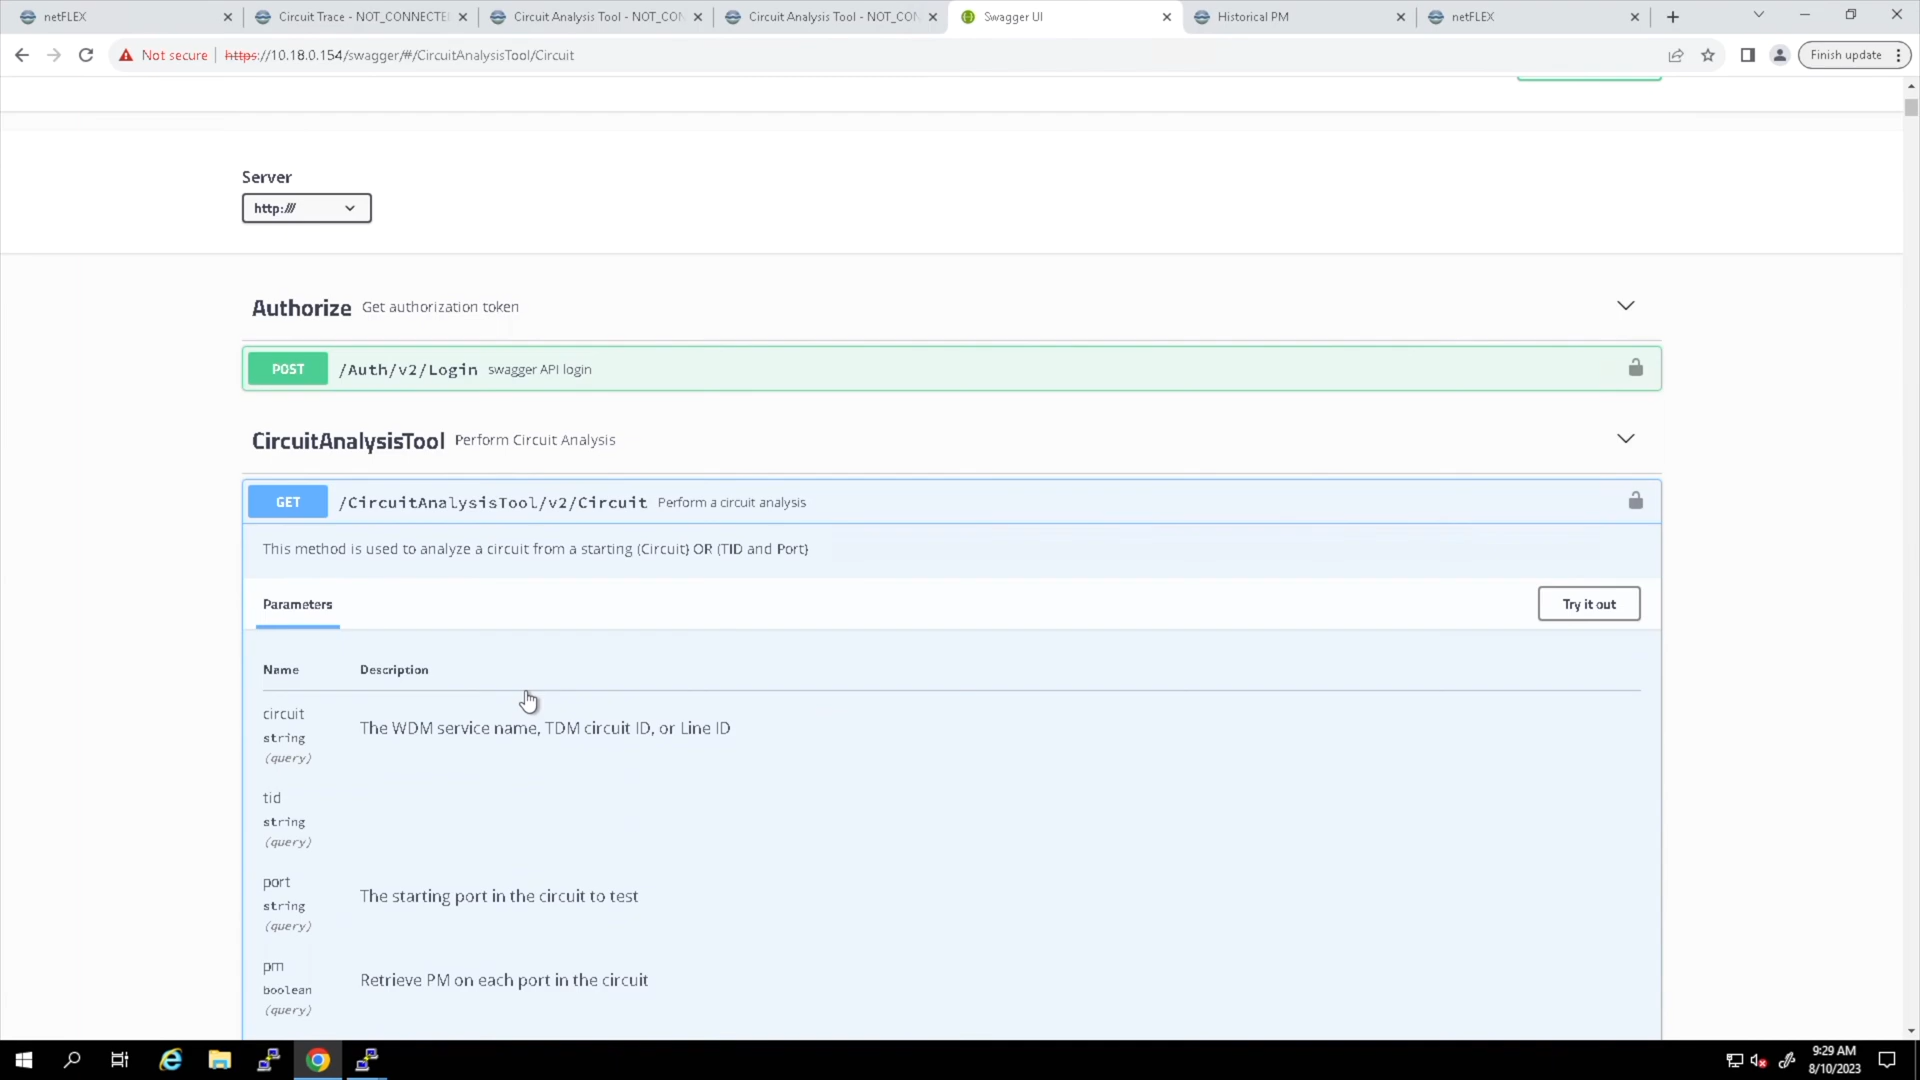 netFLEX
Circuit Trace - NOT_CONNECTE
Circuit Analysis Tool - NOT_CON
Circuit Analysis Tool - NOT_CON
Swagger UI
Historical PM
netFLEX
Not secure
https://10.18.0.154/swagger/#/CircuitAnalysisTool/Circuit
Finish update
Server
http:///
Authorize Get authorization token
POST /Auth/v2/Login swagger API login
CircuitAnalysisTool Perform Circuit Analysis
GET /CircuitAnalysisTool/v2/Circuit Perform a circuit analysis
This method is used to analyze a circuit from a starting (Circuit} OR (TID and Port}
Parameters
Try it out
Name Description
circuit
string
(query)
The WDM service name, TDM circuit ID, or Line ID
tid
string
(query)
port
string
(query)
The starting port in the circuit to test
pm
boolean
(query)
Retrieve PM on each port in the circuit
9:29 AM
8/10/2023